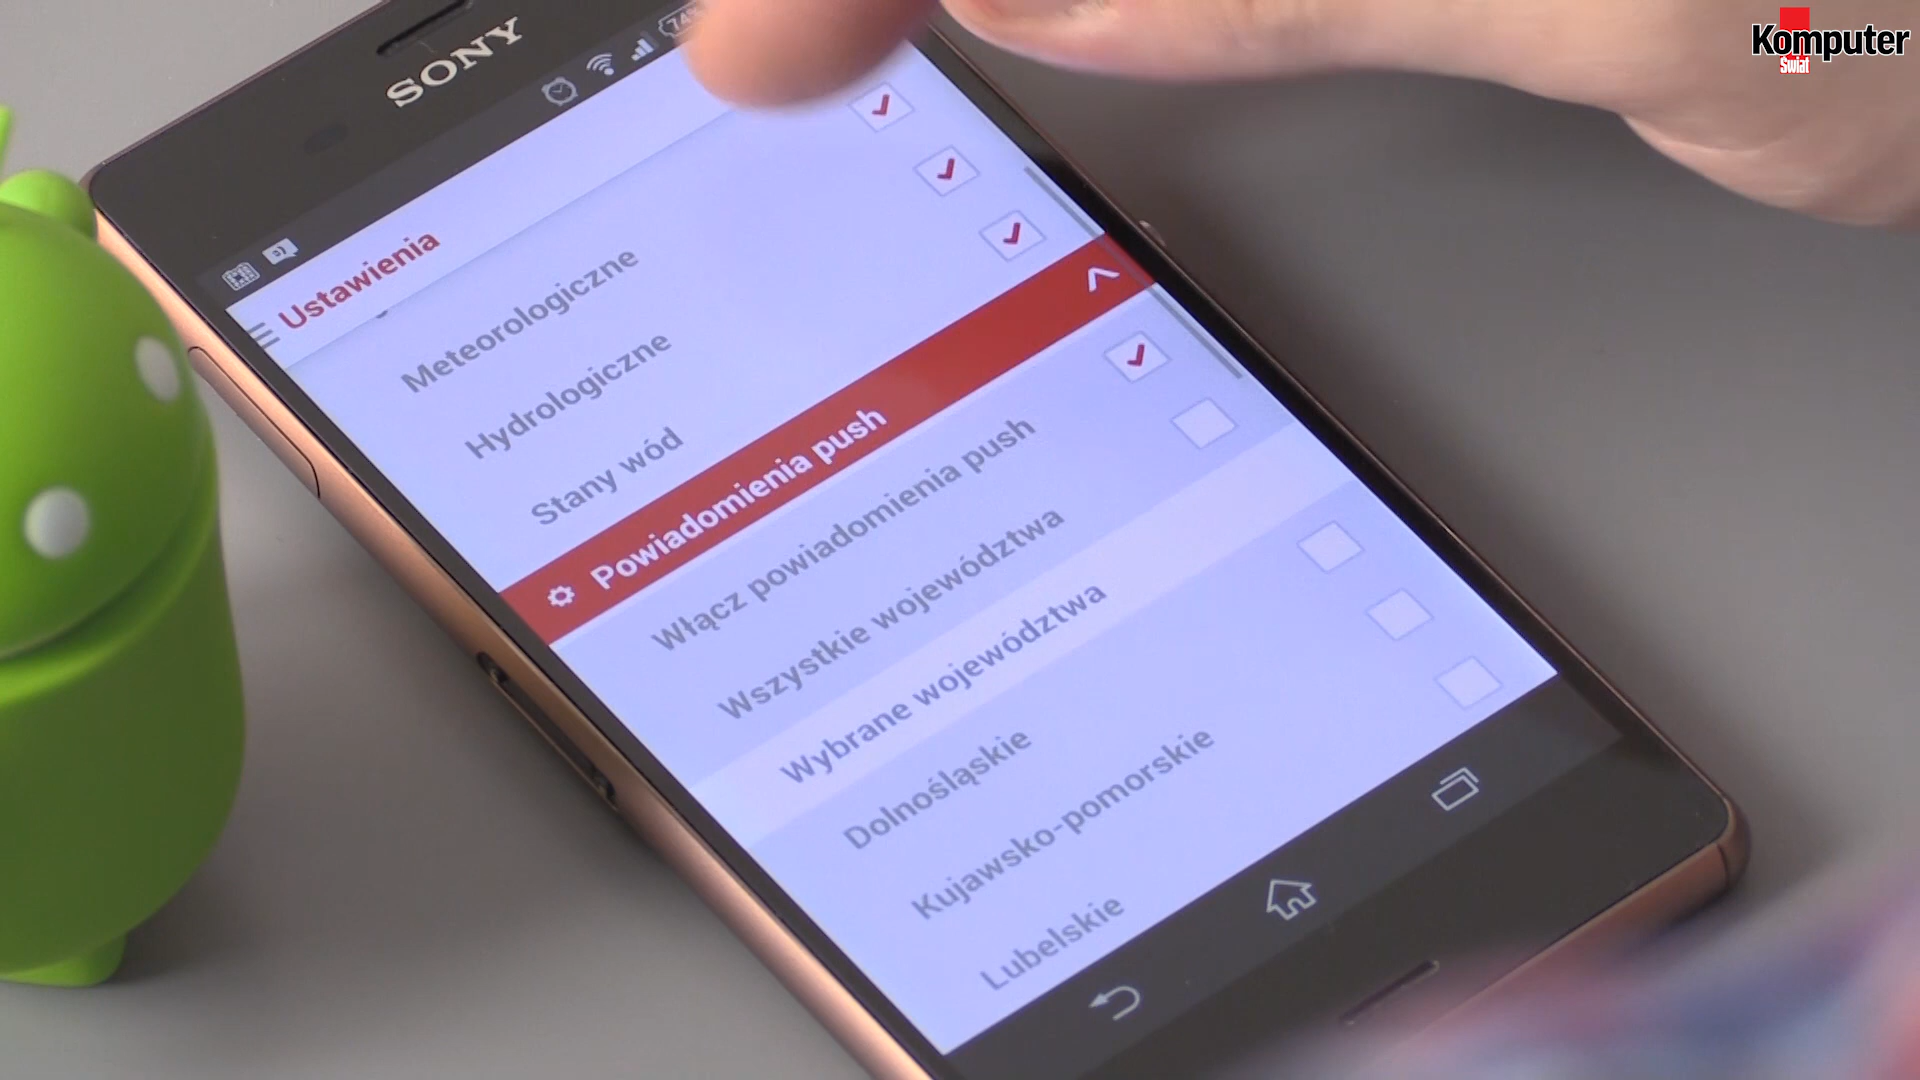 Komputer
Świat
SONY
74%
Ustawienia
Meteorologiczne
Hydrologiczne
Stany wód
Powiadomienia push
Włącz powiadomienia push
Wszystkie województwa
Wybrane województwa
Dolnośląskie
Kujawsko-pomorskie
Lubelskie